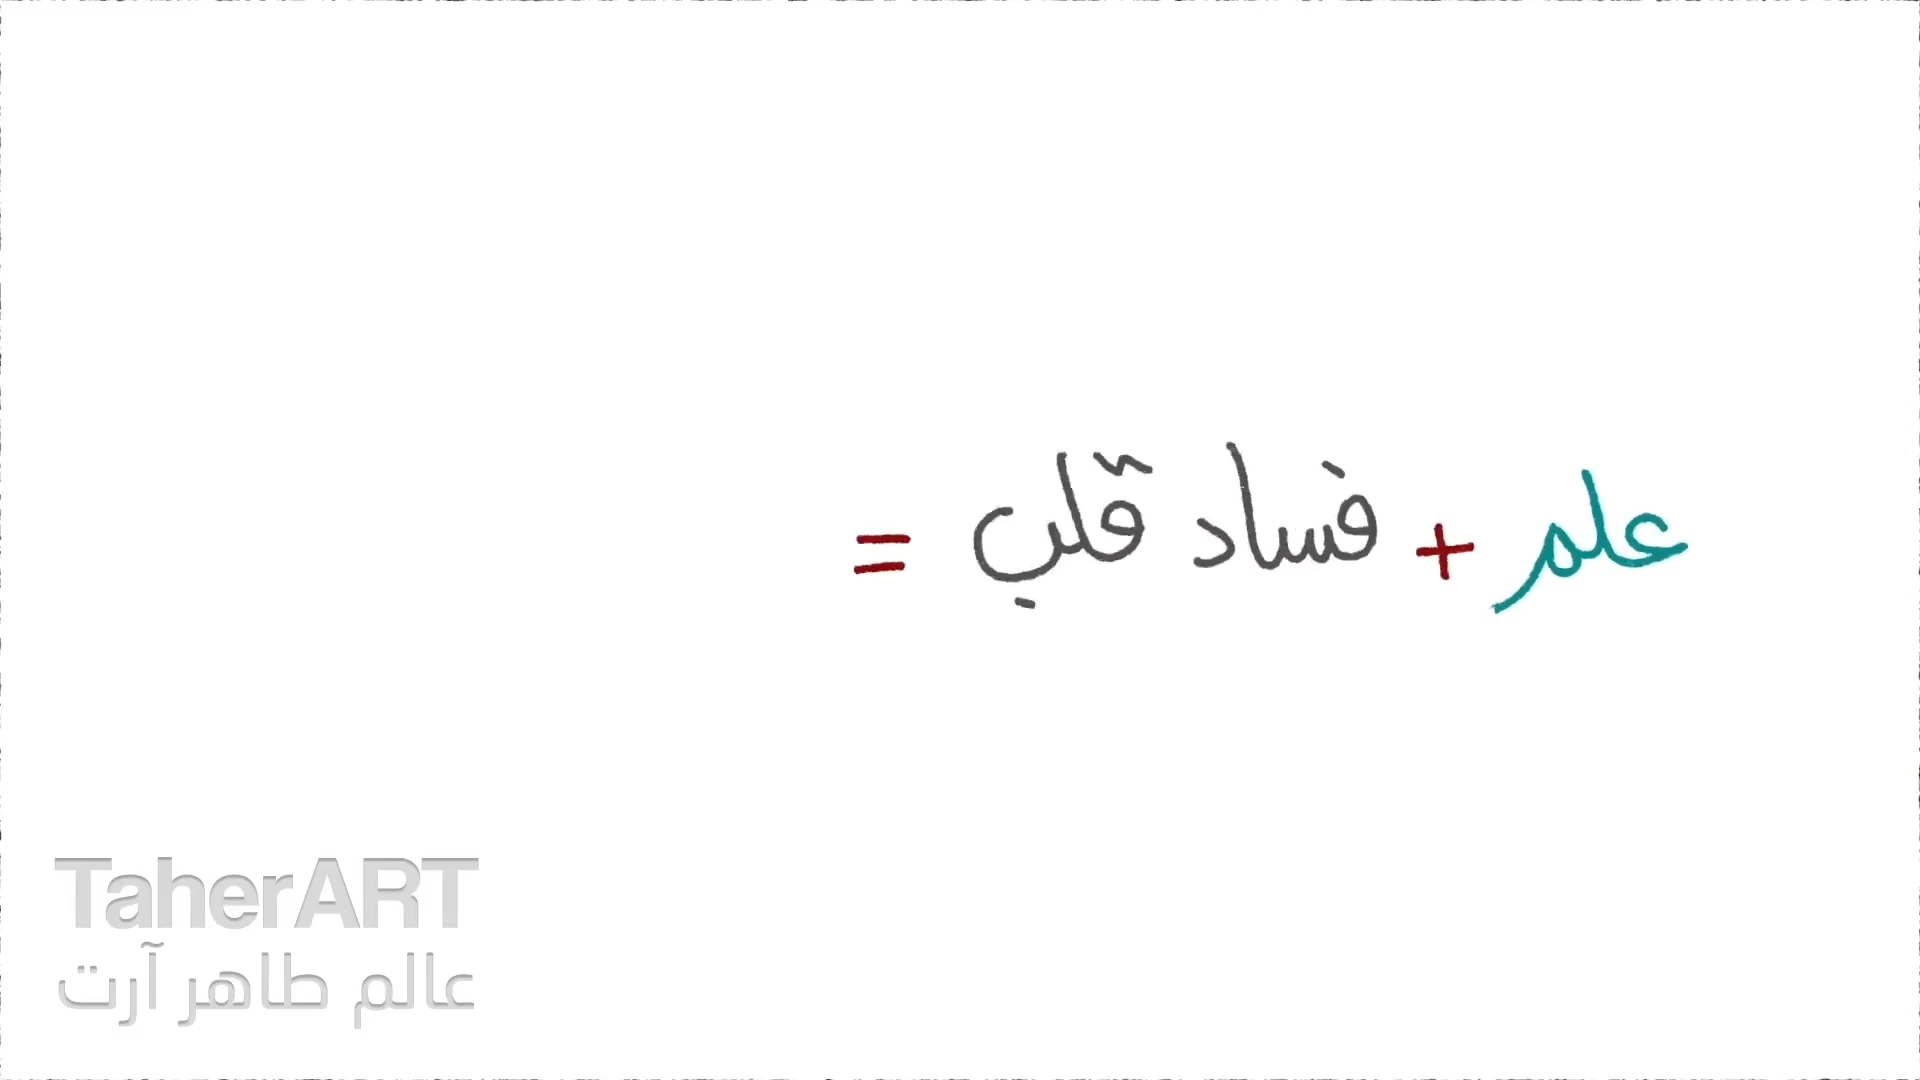 علم + فساد قلب =
TaherART
عالم طاهر آرت